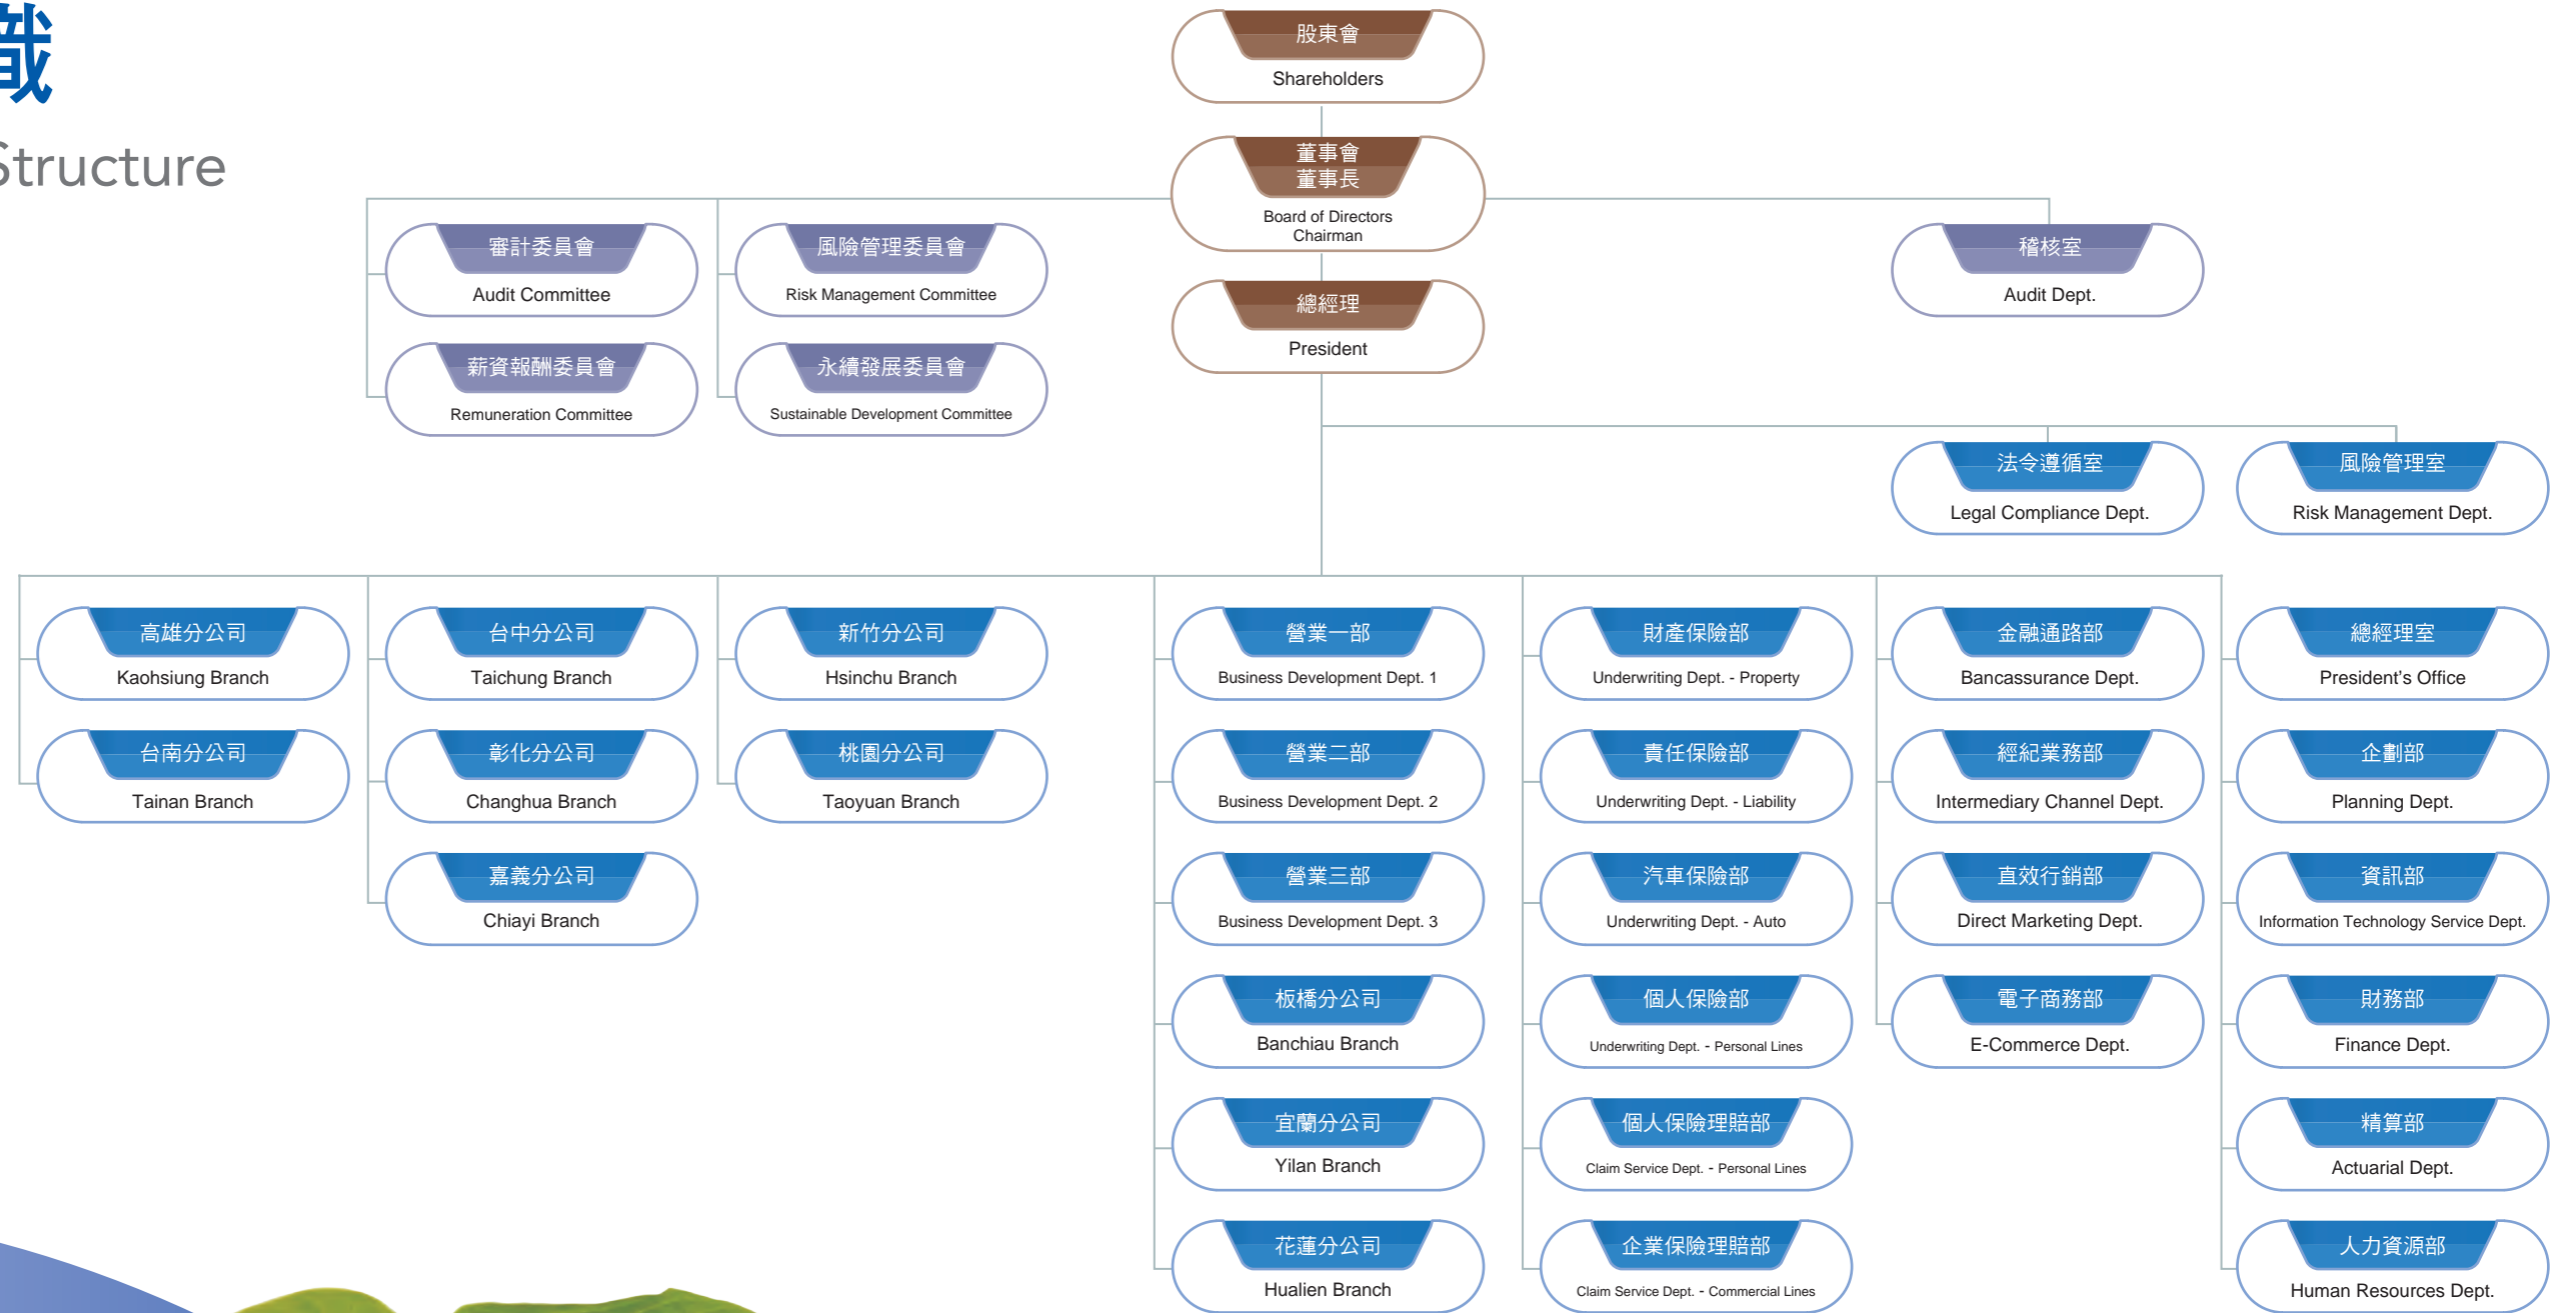 織
Structure
股東會
Shareholders
董事會
董事長
Board of Directors
Chairman
審計委員會
Audit Committee
風險管理委員會
Risk Management Committee
稽核室
Audit Dept.
總經理
President
薪資報酬委員會
Remuneration Committee
永續發展委員會
Sustainable Development Committee
法令遵循室
Legal Compliance Dept.
風險管理室
Risk Management Dept.
高雄分公司
Kaohsiung Branch
台南分公司
Tainan Branch
台中分公司
Taichung Branch
彰化分公司
Changhua Branch
嘉義分公司
Chiayi Branch
新竹分公司
Hsinchu Branch
桃園分公司
Taoyuan Branch
營業一部
Business Development Dept. 1
營業二部
Business Development Dept. 2
營業三部
Business Development Dept. 3
板橋分公司
Banchiau Branch
宜蘭分公司
Yilan Branch
花蓮分公司
Hualien Branch
財產保險部
Underwriting Dept. - Property
責任保險部
Underwriting Dept. - Liability
汽車保險部
Underwriting Dept. - Auto
個人保險部
Underwriting Dept. - Personal Lines
個人保險理賠部
Claim Service Dept. - Personal Lines
企業保險理賠部
Claim Service Dept. - Commercial Lines
金融通路部
Bancassurance Dept.
經紀業務部
Intermediary Channel Dept.
直效行銷部
Direct Marketing Dept.
電子商務部
E-Commerce Dept.
總經理室
President's Office
企劃部
Planning Dept.
資訊部
Information Technology Service Dept.
財務部
Finance Dept.
精算部
Actuarial Dept.
人力資源部
Human Resources Dept.